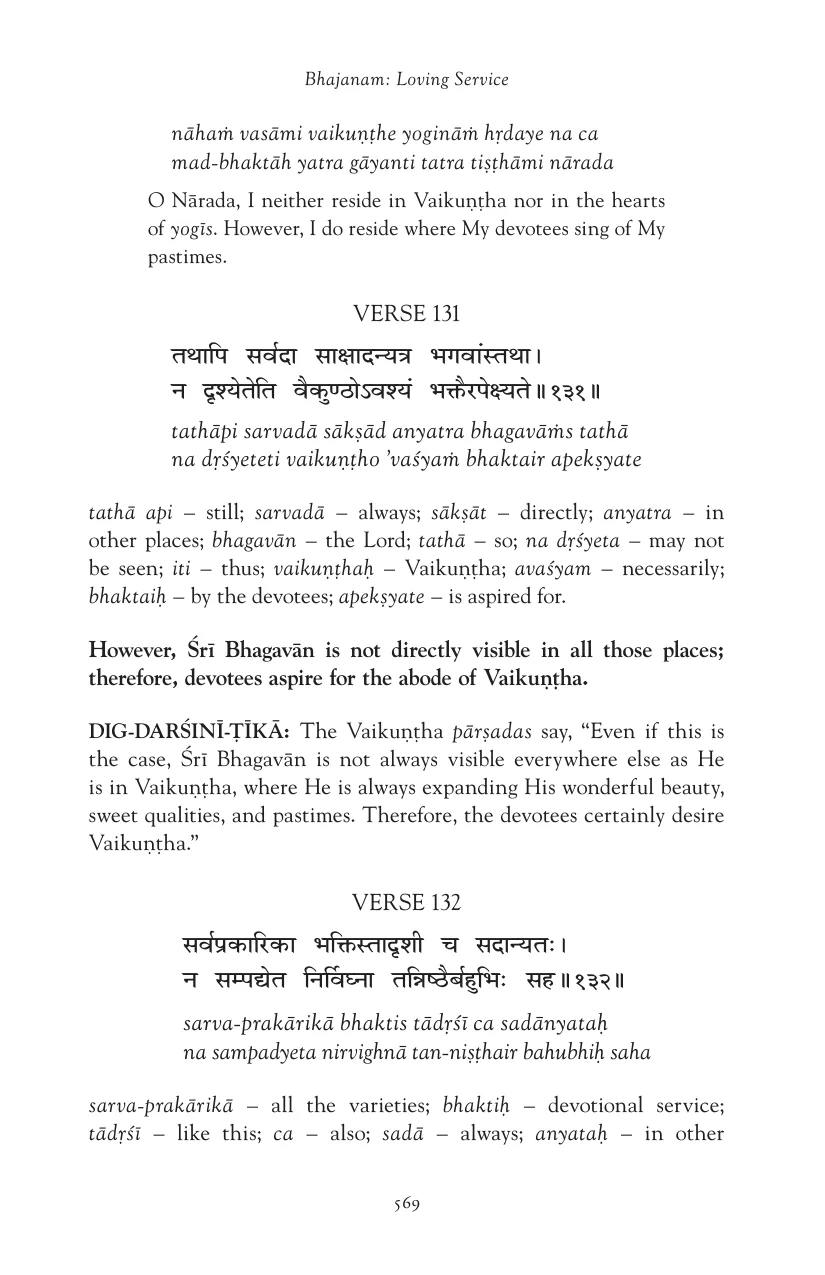 Bhajanam: Loving Service
nāhaṁ vasāmi vaikuṇṭhe yogināṁ hṛdaye na ca
mad-bhaktāh yatra gāyanti tatra tiṣṭhāmi nārada
O Nārada, I neither reside in Vaikuṇṭha nor in the hearts
of yogīs. However, I do reside where My devotees sing of My
pastimes.
VERSE 131
तथापि सर्वदा साक्षादन्यत्र भगवांस्तथा।
न दृश्येतेति वैकुण्ठोऽवश्यं भक्तैरपेक्ष्यते॥१३१॥
tathāpi sarvadā sākṣād anyatra bhagavāṁs tathā
na dṛśyeteti vaikuṇṭho ’vaśyaṁ bhaktair apekṣyate
tathā api – still; sarvadā – always; sākṣāt – directly; anyatra – in
other places; bhagavān – the Lord; tathā – so; na dṛśyeta – may not
be seen; iti – thus; vaikuṇṭhaḥ – Vaikuṇṭha; avaśyam – necessarily;
bhaktaiḥ – by the devotees; apekṣyate – is aspired for.
However, Śrī Bhagavān is not directly visible in all those places;
therefore, devotees aspire for the abode of Vaikuṇṭha.
DIG-DARŚINĪ-ṬĪKĀ: The Vaikuṇṭha pārṣadas say, “Even if this is
the case, Śrī Bhagavān is not always visible everywhere else as He
is in Vaikuṇṭha, where He is always expanding His wonderful beauty,
sweet qualities, and pastimes. Therefore, the devotees certainly desire
Vaikuṇṭha.”
VERSE 132
सर्वप्रकारिका भक्तिस्तादृशी च सदान्यतः।
न सम्पद्येत निर्विघ्ना तन्निष्ठैर्बहुभिः सह॥१३२॥
sarva-prakārikā bhaktis tādṛśī ca sadānyataḥ
na sampadyeta nirvighnā tan-niṣṭhair bahubhiḥ saha
sarva-prakārikā – all the varieties; bhaktiḥ – devotional service;
tādṛśī – like this; ca – also; sadā – always; anyataḥ – in other
569